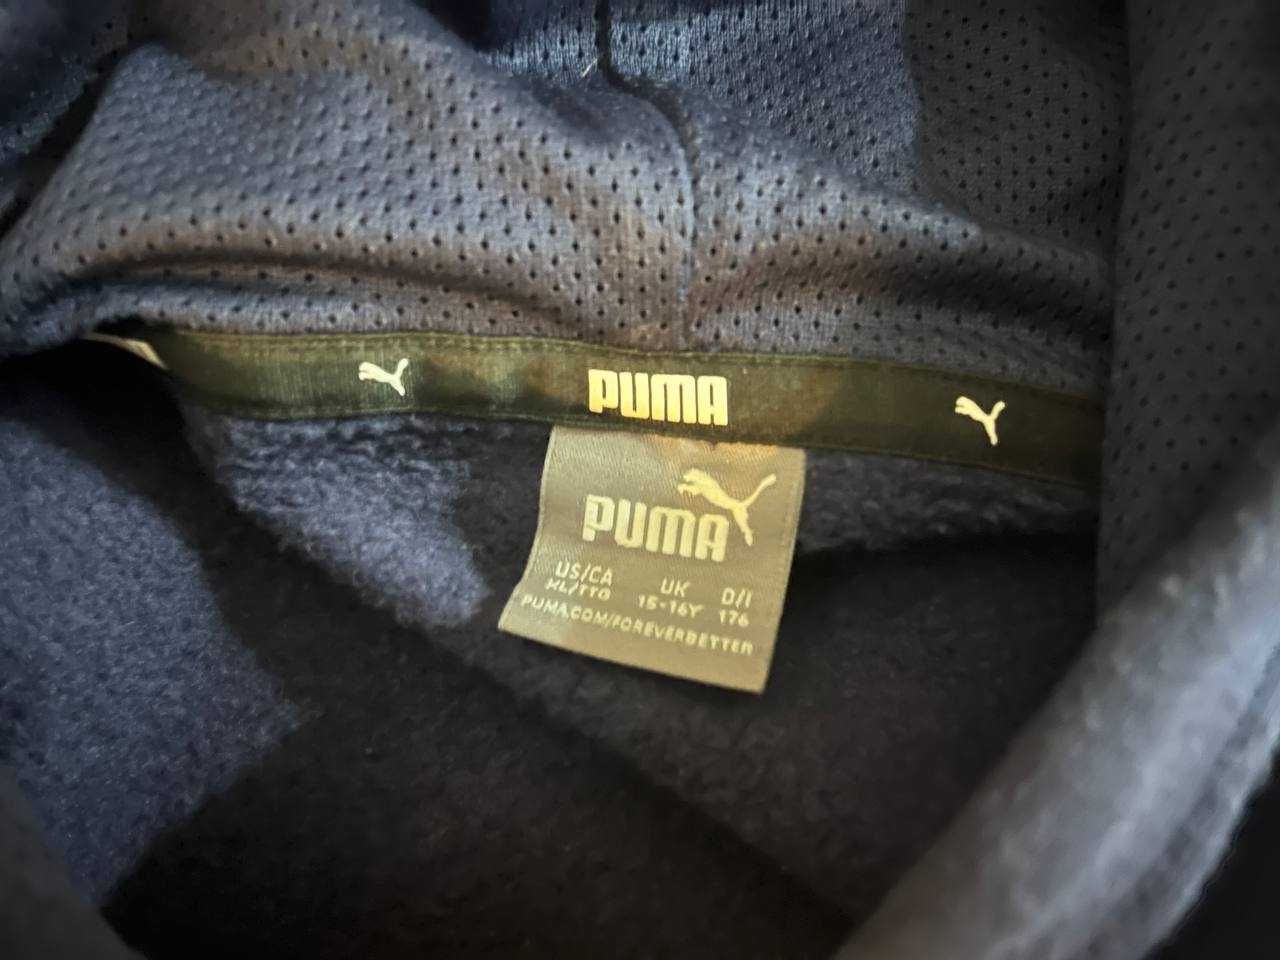 PUMA
PUMA
US/CA UK D/I
XL/TTG 15-16Y 176
PUMA.COM/FOREVERBETTER